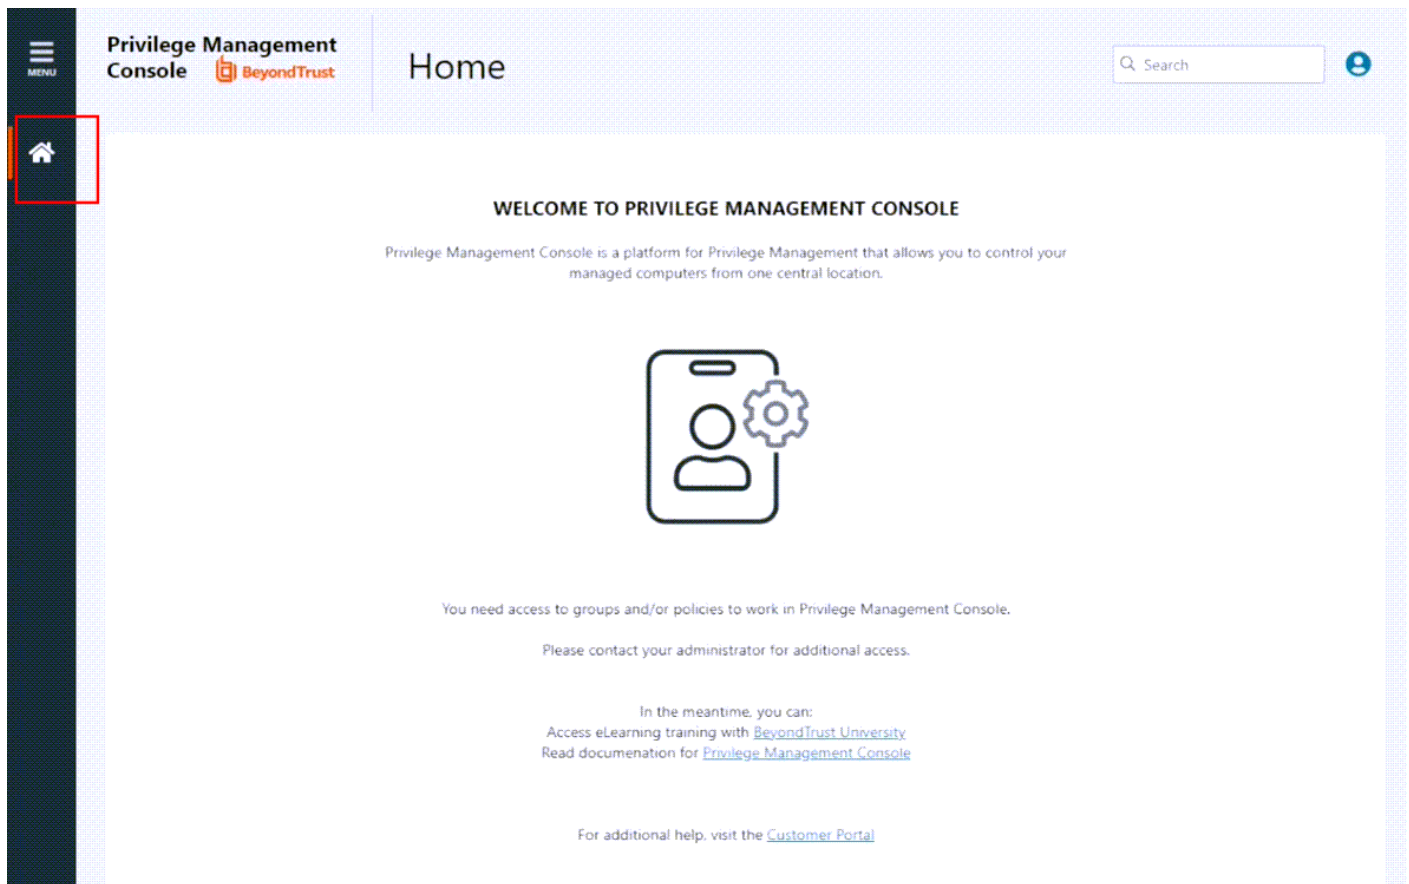 MENU
Privilege Management
Console BeyondTrust
Home
Search
WELCOME TO PRIVILEGE MANAGEMENT CONSOLE
Privilege Management Console is a platform for Privilege Management that allows you to control your
managed computers from one central location.
You need access to groups and/or policies to work in Privilege Management Console.
Please contact your administrator for additional access.
In the meantime, you can:
Access eLearning training with BeyondTrust University
Read documenation for Privilege Management Console
For additional help, visit the Customer Portal